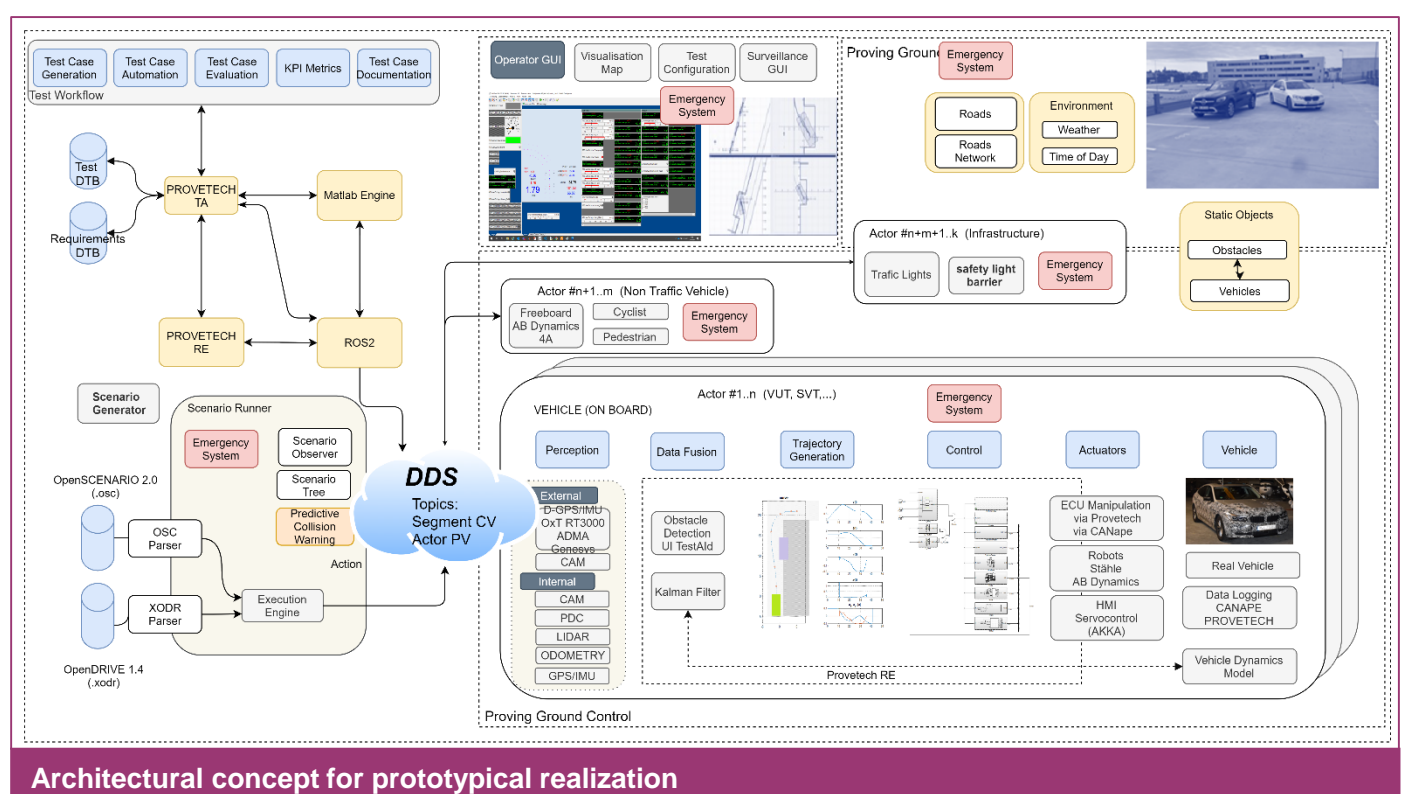 Test Case
Generation
Test Case
Automation
Test Case
Evaluation
KPI Metrics
Test Case
Documentation
Test Workflow
Test
DTB
Requirements
DTB
PROVETECH
TA
Matlab Engine
PROVETECH
RE
ROS2
Scenario
Generator
Scenario Runner
Emergency
System
Scenario
Observer
Scenario
Tree
Predictive
Collision
Warning
Action
OpenSCENARIO 2.0
(.osc)
OSC
Parser
XODR
Parser
Execution
Engine
OpenDRIVE 1.4
(.xodr)
DDS
Topics:
Segment CV
Actor PV
Operator GUI
Visualisation
Map
Test
Configuration
Surveillance
GUI
Emergency
System
1.79
Proving Ground
Emergency
System
Roads
Roads
Network
Environment
Weather
Time of Day
Static Objects
Obstacles
Vehicles
Actor #n+m+1..k (Infrastructure)
Trafic Lights
safety light
barrier
Emergency
System
Actor #n+1..m (Non Traffic Vehicle)
Freeboard
AB Dynamics
4A
Cyclist
Pedestrian
Emergency
System
Actor #1..n (VUT, SVT,...)
VEHICLE (ON BOARD)
Emergency
System
Perception
Data Fusion
Trajectory
Generation
Control
Actuators
Vehicle
External
D-GPS/IMU
OxT RT3000
ADMA
Genesys
CAM
Internal
CAM
PDC
LIDAR
ODOMETRY
GPS/IMU
Obstacle
Detection
UI TestAld
Kalman Filter
ECU Manipulation
via Provetech
via CANape
Robots
Stähle
AB Dynamics
HMI
Servocontrol
(AKKA)
Real Vehicle
Data Logging
CANAPE
PROVETECH
Vehicle Dynamics
Model
Provetech RE
Proving Ground Control
Architectural concept for prototypical realization